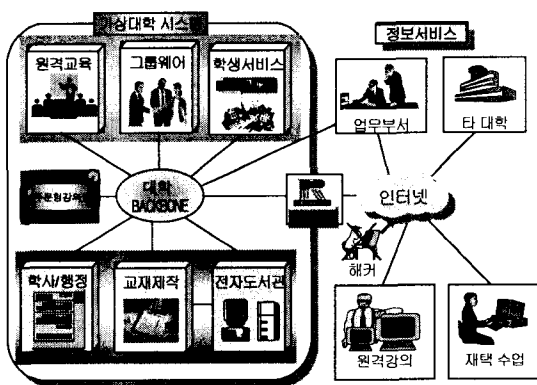 가상대학 시스템
정보서비스
원격교육
그룹웨어
학생서비스
업무부서
타 대학
대학
BACKBONE
인터넷
해커
학사/행정
교재제작
전자도서관
원격강의
재택 수업